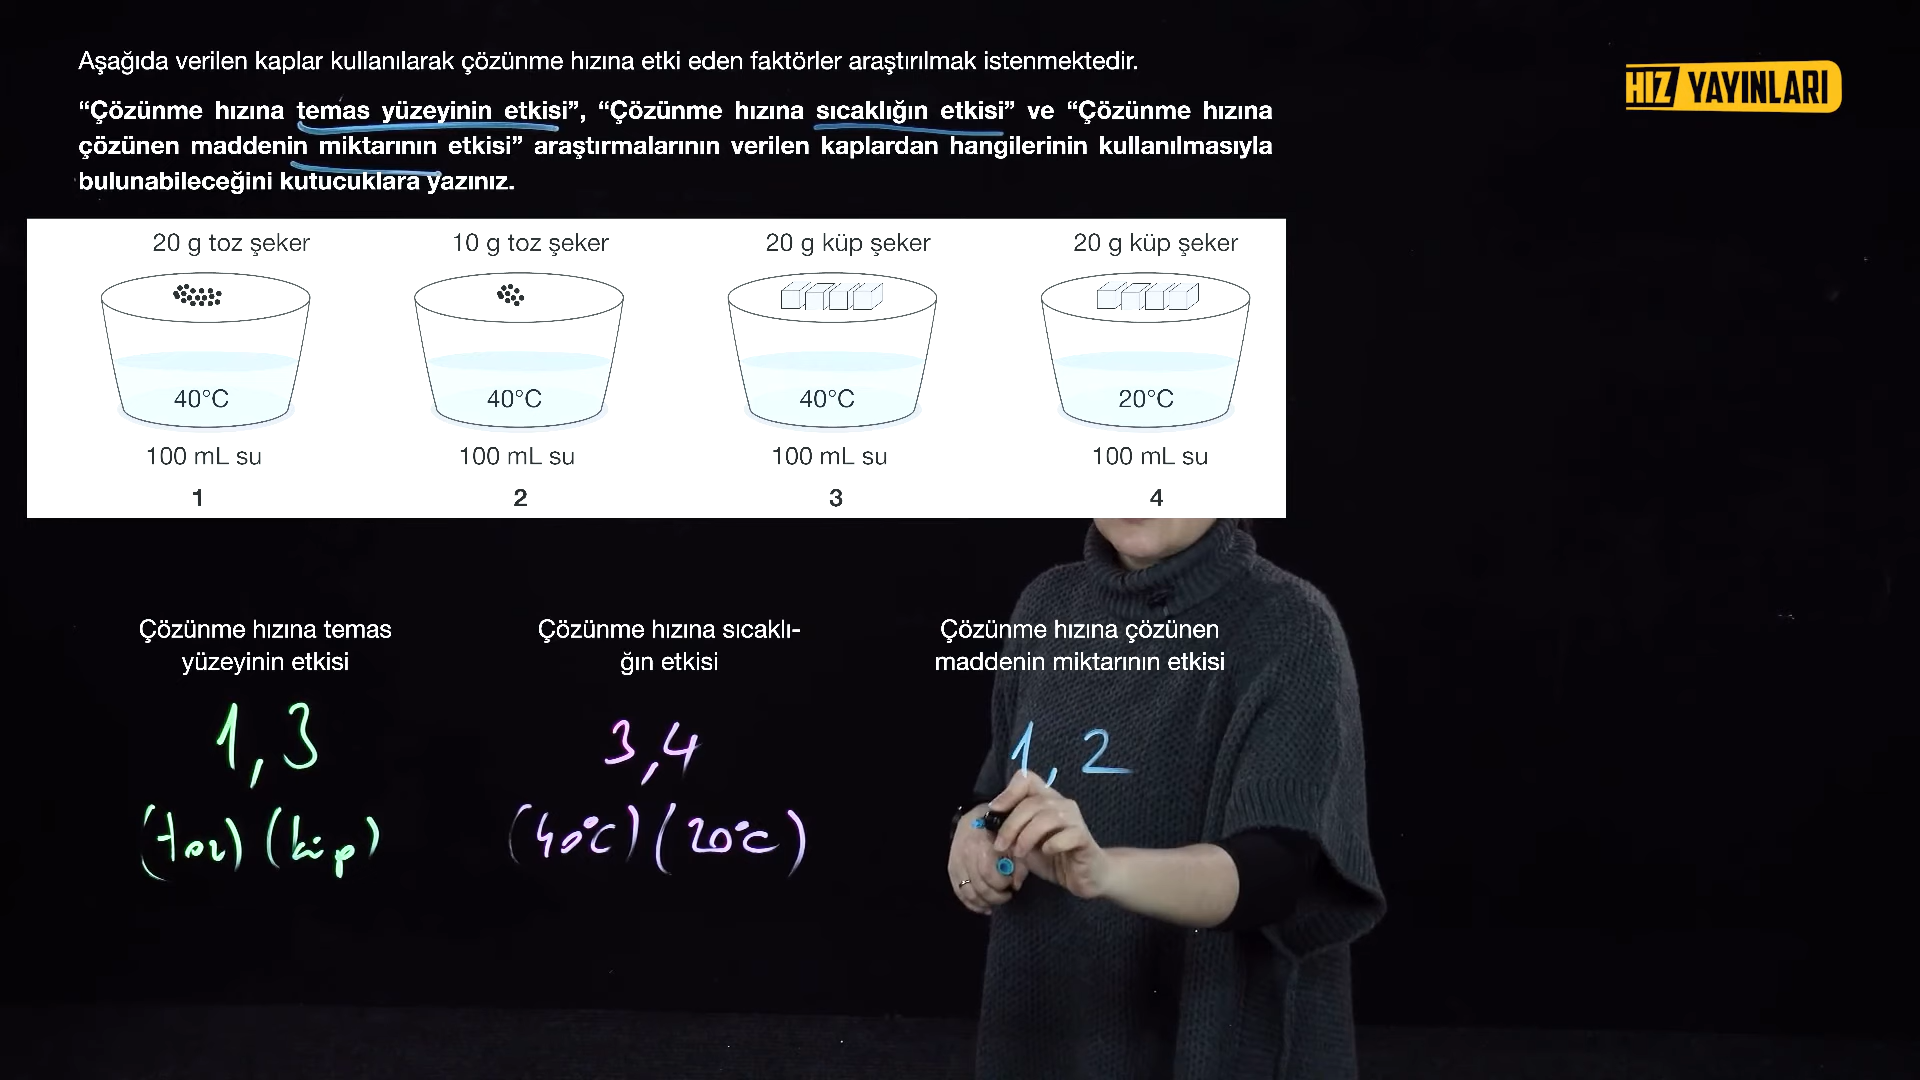 Aşağıda verilen kaplar kullanılarak çözünme hızına etki eden faktörler araştırılmak istenmektedir.
HIZ YAYINLARI
“Çözünme hızına temas yüzeyinin etkisi”, “Çözünme hızına sıcaklığın etkisi” ve “Çözünme hızına
çözünen maddenin miktarının etkisi” araştırmalarının verilen kaplardan hangilerinin kullanılmasıyla
bulunabileceğini kutucuklara yazınız.
20 g toz şeker 10 g toz şeker 20 g küp şeker 20 g küp şeker
40°C 40°C 40°C 20°C
100 mL su 100 mL su 100 mL su 100 mL su
1 2 3 4
Çözünme hızına temas
yüzeyinin etkisi
1,3
(toz) (küp)
Çözünme hızına sıcaklı-
ğın etkisi
3,4
(40°C) (20°C)
Çözünme hızına çözünen
maddenin miktarının etkisi
1, 2